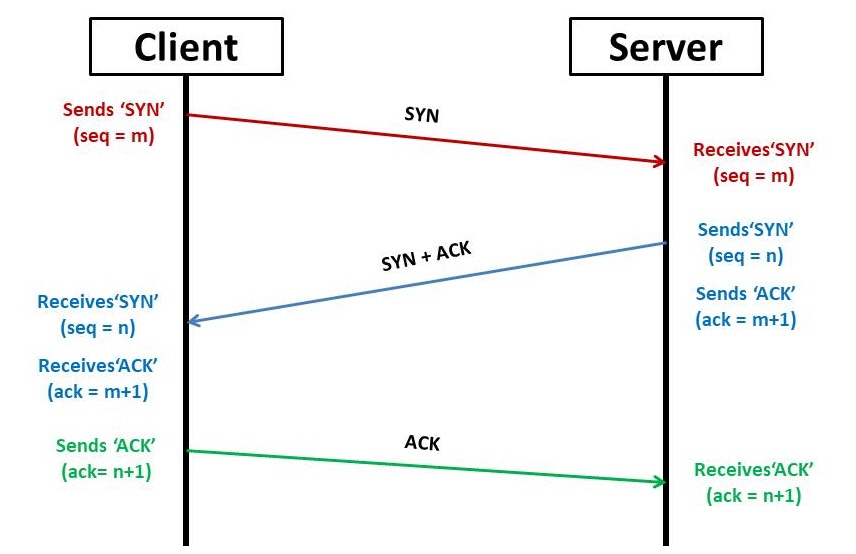 Client
Server
Sends ‘SYN’
(seq = m)
SYN
Receives‘SYN’
(seq = m)
Sends‘SYN’
(seq = n)
Sends ‘ACK’
(ack = m+1)
SYN + ACK
Receives‘SYN’
(seq = n)
Receives‘ACK’
(ack = m+1)
Sends ‘ACK’
(ack= n+1)
ACK
Receives‘ACK’
(ack = n+1)